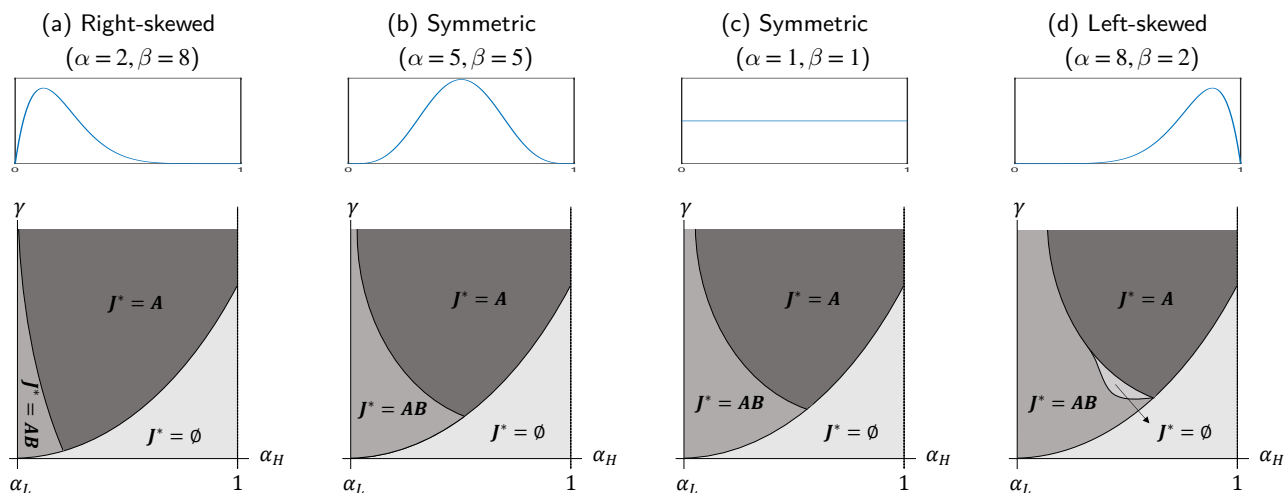 (a) Right-skewed
(α = 2, β = 8)
0 1
γ
J* = A
J* = AB
J* = ∅
α_H
α_L 1
(b) Symmetric
(α = 5, β = 5)
0 1
γ
J* = A
J* = AB
J* = ∅
α_H
α_L 1
(c) Symmetric
(α = 1, β = 1)
0 1
γ
J* = A
J* = AB
J* = ∅
α_H
α_L 1
(d) Left-skewed
(α = 8, β = 2)
0 1
γ
J* = A
J* = AB
J* = ∅
α_H
α_L 1